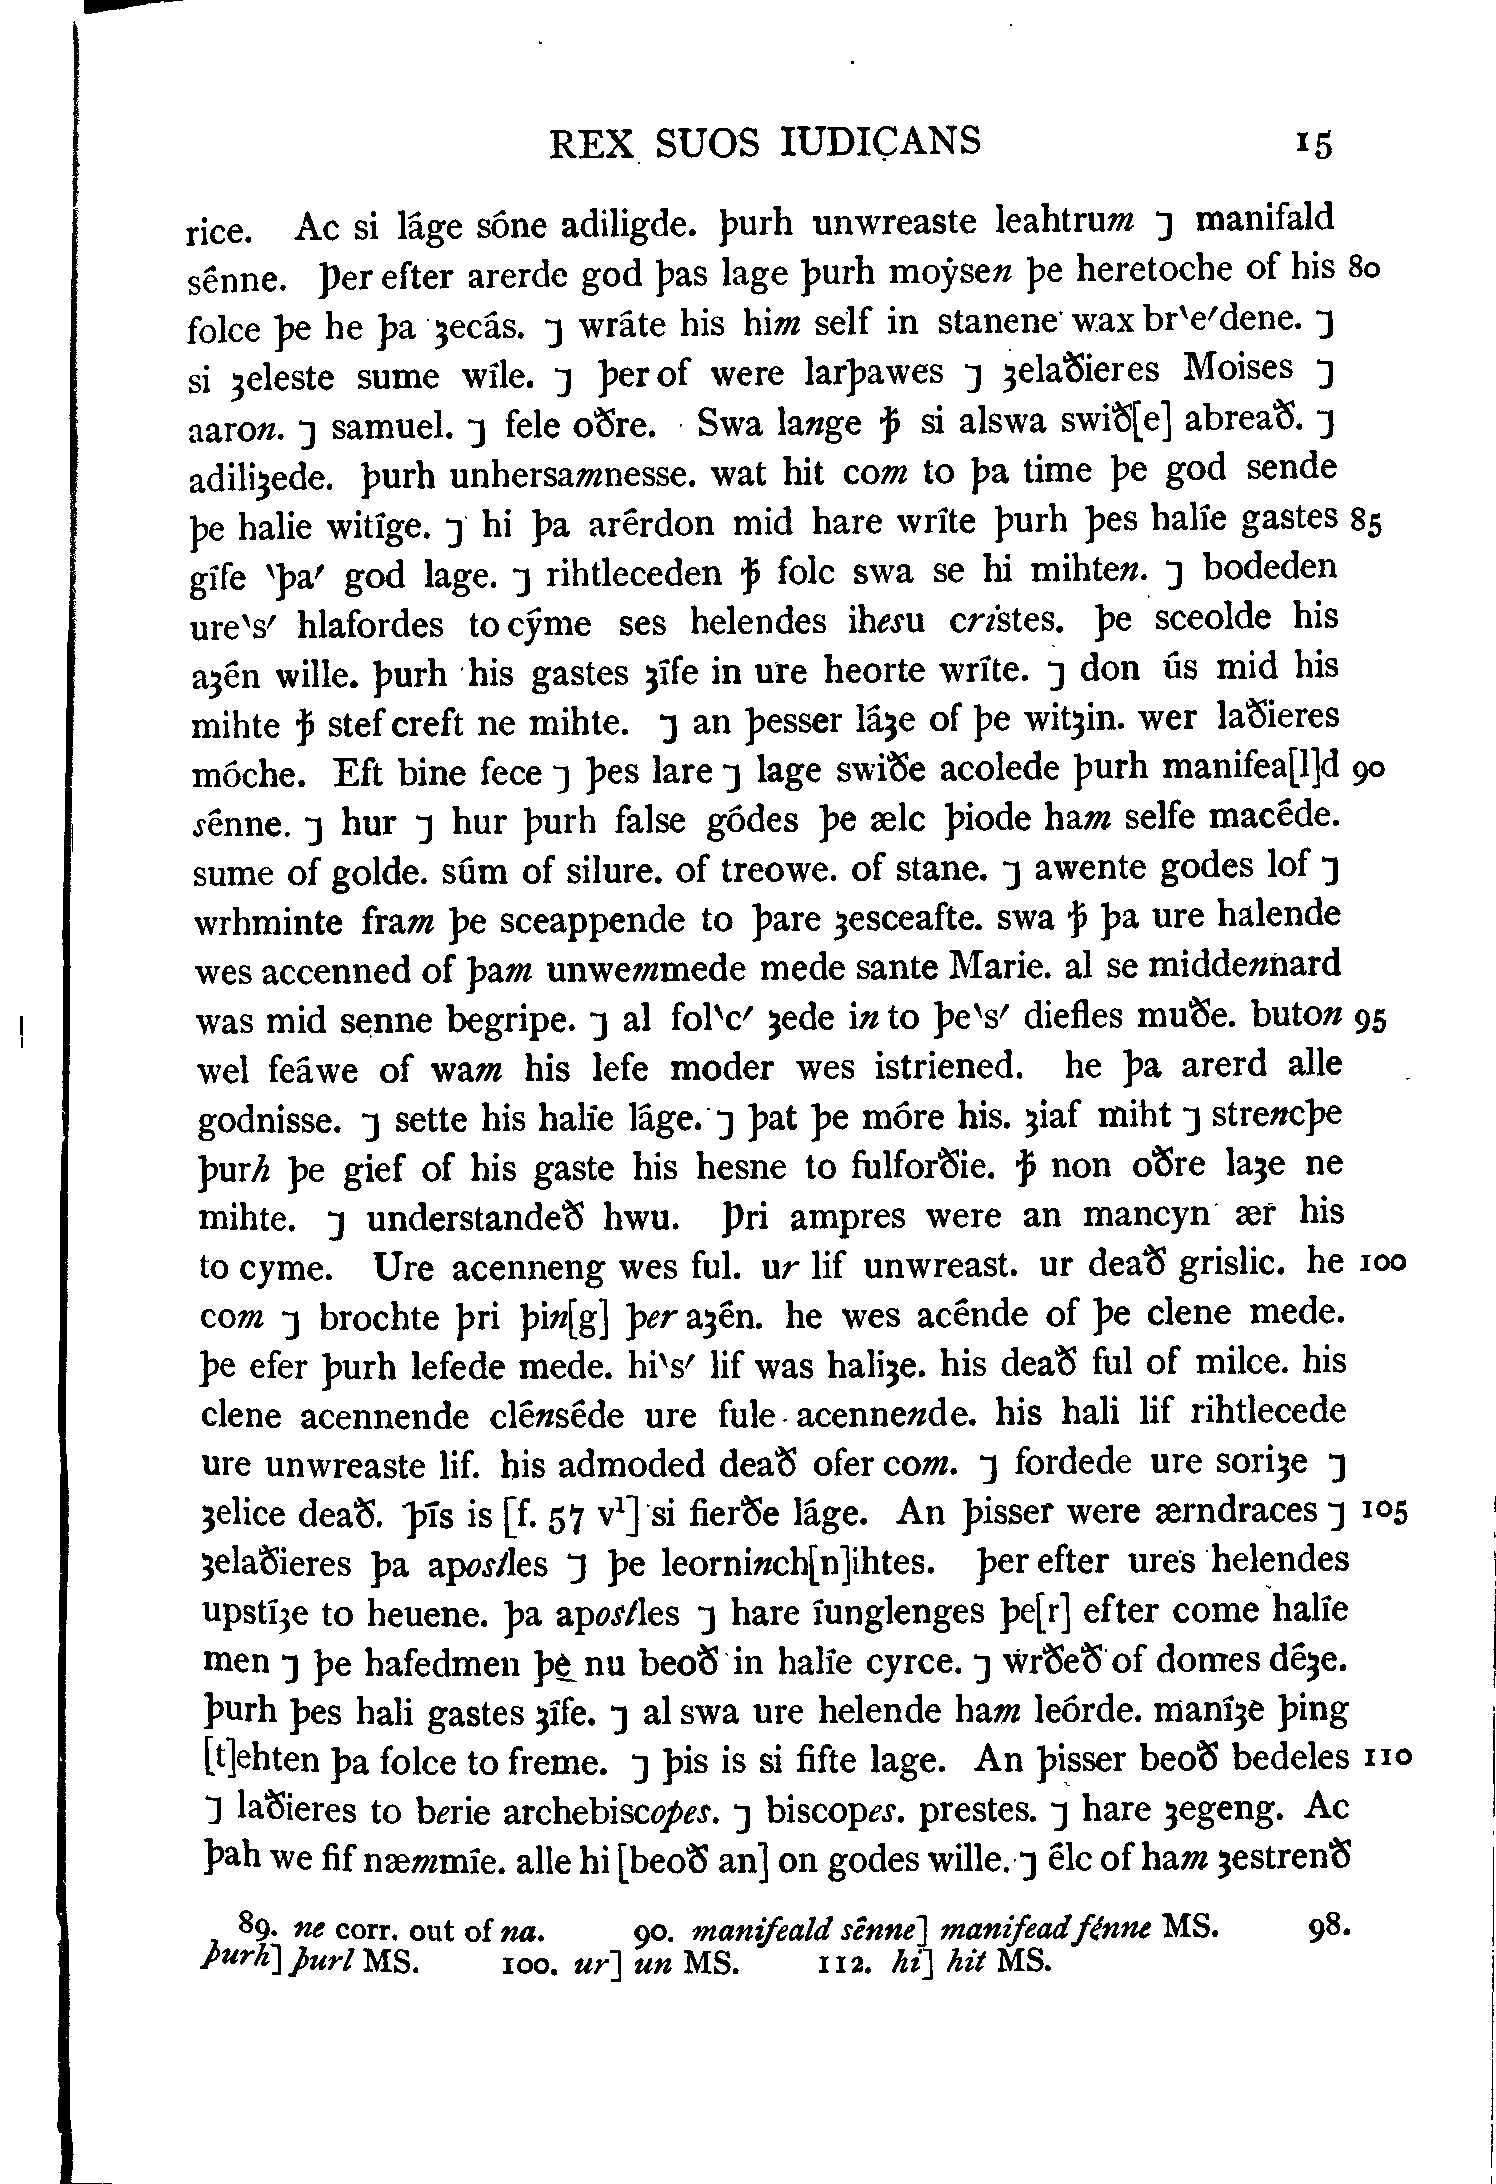 REX SUOS IUDICANS 15
rice. Ac si láge sóne adiligde. þurh unwreaste leahtrum ⁊ manifald
sênne. Þer efter arerde god þas lage þurh moẏsen þe heretoche of his 80
folce þe he þa ȝecâs. ⁊ wrâte his him self in stanene wax brˋeˊdene. ⁊
si ȝeleste sume wîle. ⁊ þer of were larþawes ⁊ ȝelaðieres Moises ⁊
aaron. ⁊ samuel. ⁊ fele oðre. Swa lange ꝥ si alswa swið[e] abreað. ⁊
adiliȝede. þurh unhersamnesse. wat hit com to þa time þe god sende
þe halie witîge. ⁊ hi þa arêrdon mid hare wrîte þurh þes halîe gastes 85
gîfe ˋþaˊ god lage. ⁊ rihtleceden ꝥ folc swa se hi mihten. ⁊ bodeden
ureˋsˊ hlafordes to cŷme ses helendes ihesu cristes. þe sceolde his
aȝên wille. þurh his gastes ȝîfe in ure heorte wrîte. ⁊ don ûs mid his
mihte ꝥ stef creft ne mihte. ⁊ an þesser láȝe of þe witȝin. wer laðieres
móche. Eft bine fece ⁊ þes lare ⁊ lage swiðe acolede þurh manifea[l]d 90
sênne. ⁊ hur ⁊ hur þurh false gôdes þe ælc þiode ham selfe macêde.
sume of golde. sûm of silure. of treowe. of stane. ⁊ awente godes lof ⁊
wrhminte fram þe sceappende to þare ȝesceafte. swa ꝥ þa ure halende
wes accenned of þam unwemmede mede sante Marie. al se middennard
was mid senne begripe. ⁊ al folˋcˊ ȝede in to þeˋsˊ diefles muðe. buton 95
wel feâwe of wam his lefe moder wes istriened. he þa arerd alle
godnisse. ⁊ sette his halîe láge. ⁊ þat þe môre his. ȝiaf miht ⁊ strencþe
þurh þe gief of his gaste his hesne to fulforðie. ꝥ non oðre laȝe ne
mihte. ⁊ understandeð hwu. Þri ampres were an mancyn ær his
to cyme. Ure acenneng wes ful. ur lif unwreast. ur deað grislic. he 100
com ⁊ brochte þri þin[g] þer aȝên. he wes acênde of þe clene mede.
þe efer þurh lefede mede. hiˋsˊ lif was haliȝe. his deað ful of milce. his
clene acennende clênsêde ure fule acennende. his hali lif rihtlecede
ure unwreaste lif. his admoded deað ofer com. ⁊ fordede ure soriȝe ⁊
ȝelice deað. Þîs is [f. 57 v¹] si fierðe láge. An þisser were ærndraces ⁊ 105
ȝelaðieres þa apostles ⁊ þe leorninch[n]ihtes. þer efter ures helendes
upstîȝe to heuene. þa apostles ⁊ hare îunglenges þe[r] efter come halîe
men ⁊ þe hafedmen þe nu beoð in halîe cyrce. ⁊ wrðeð of domes dêȝe.
þurh þes hali gastes ȝîfe. ⁊ al swa ure helende ham leôrde. manîȝe þing
[t]ehten þa folce to freme. ⁊ þis is si fifte lage. An þisser beoð bedeles 110
⁊ laðieres to berie archebiscopes. ⁊ biscopes. prestes. ⁊ hare ȝegeng. Ac
þah we fif næmmîe. alle hi [beoð an] on godes wille. ⁊ êlc of ham ȝestrenð
89. ne corr. out of na. 90. manifeald sênne] manifead fénne MS. 98.
þurh] þurl MS. 100. ur] un MS. 112. hi] hit MS.